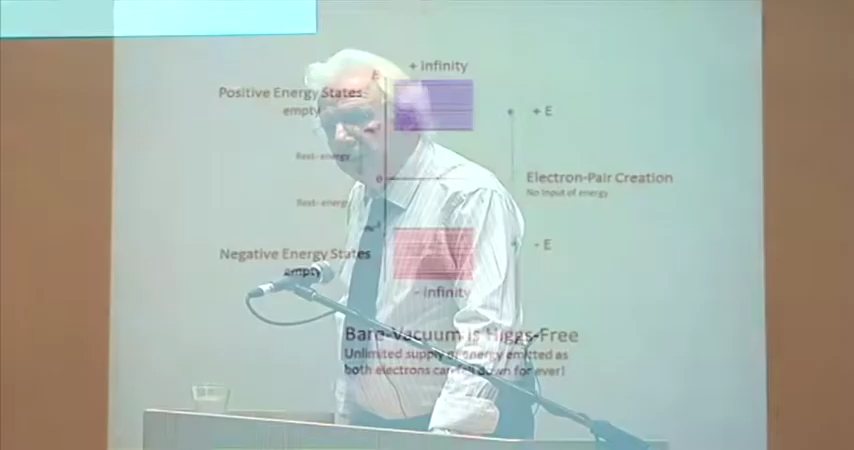 + Infinity
Positive Energy States
empty
Rest- energy
0
Rest- energy
mc²
Negative Energy States
empty
- Infinity
+ E
Electron-Pair Creation
No input of energy
- E
Bare-Vacuum is Higgs-Free
Unlimited supply of energy emitted as
both electrons can fall down for ever!